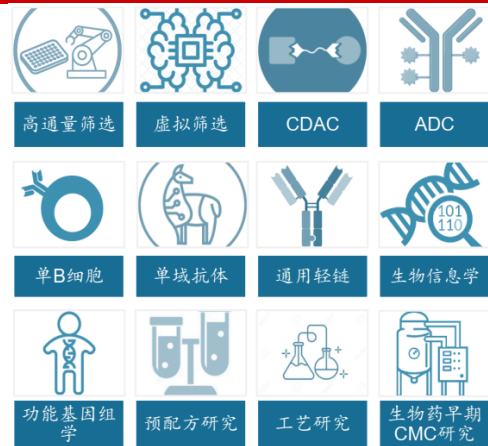 高通量筛选
虚拟筛选
CDAC
ADC
101
110
单B细胞
单域抗体
通用轻链
生物信息学
功能基因组
学
预配方研究
工艺研究
生物药早期
CMC研究